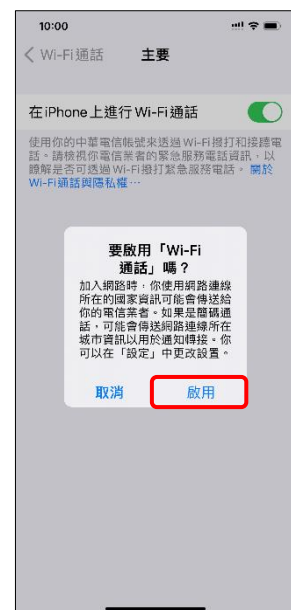 10:00
Wi-Fi通話 主要
在iPhone上進行Wi-Fi通話
使用你的中華電信帳號來透過Wi-Fi撥打和接聽電
話。請檢視你電信業者的緊急服務電話資訊，以
瞭解是否可透過Wi-Fi撥打緊急服務電話。關於
Wi-Fi通話與隱私權…
要啟用「Wi-Fi
通話」嗎？
加入網路時，你使用網路連線
所在的國家資訊可能會傳送給
你的電信業者。如果是簡碼通
話，可能會傳送網路連線所在
城市資訊以用於通知轉接。你
可以在「設定」中更改設置。
取消 啟用